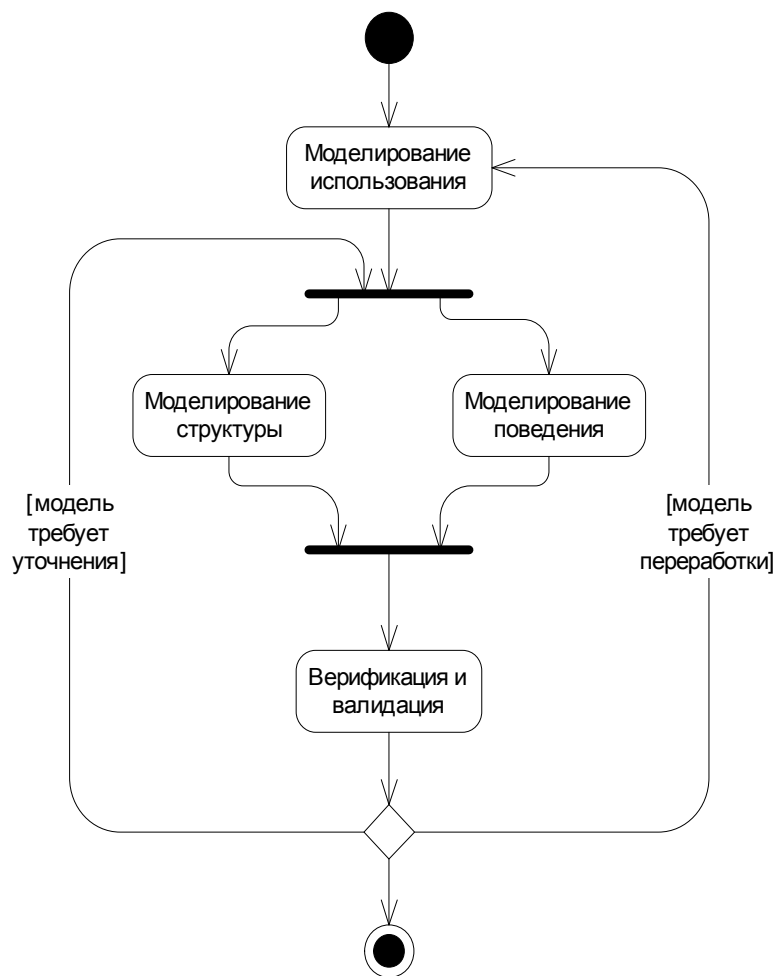 Моделирование
использования
Моделирование
структуры
Моделирование
поведения
[модель
требует
уточнения]
[модель
требует
переработки]
Верификация и
валидация